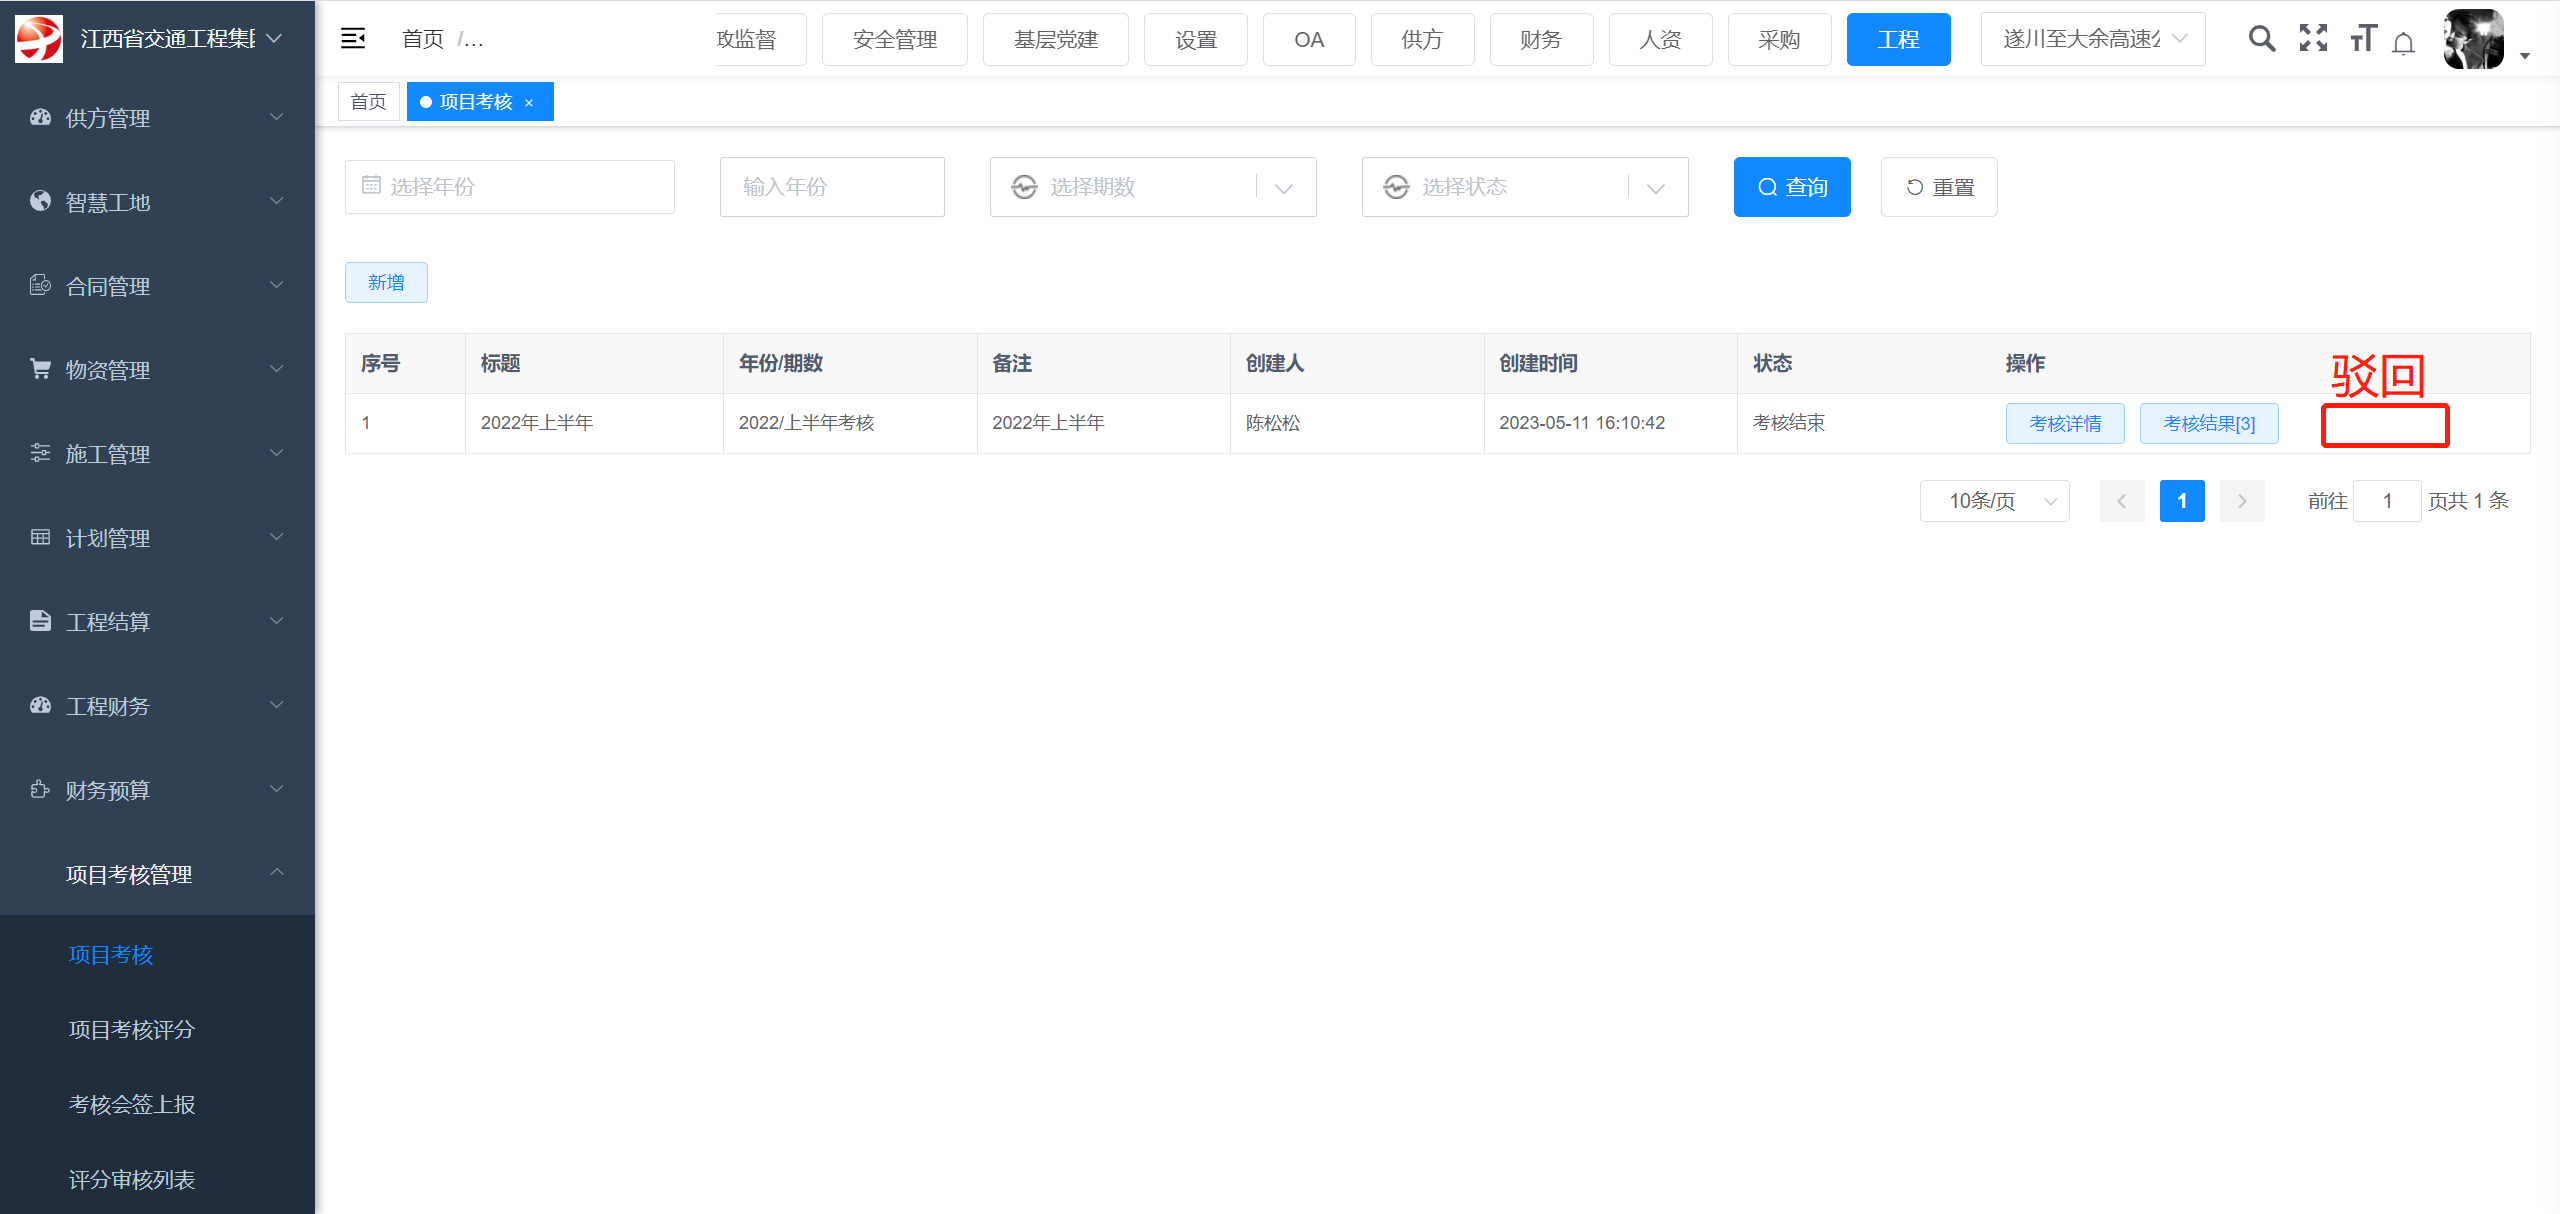 江西省交通工程集
首页 /...
政监督
安全管理
基层党建
设置
OA
供方
财务
人资
采购
工程
遂川至大余高速公
供方管理
智慧工地
合同管理
物资管理
施工管理
计划管理
工程结算
工程财务
财务预算
项目考核管理
项目考核
项目考核评分
考核会签上报
评分审核列表
首页
项目考核 ×
选择年份
输入年份
选择期数
选择状态
查询
重置
新增
序号 标题 年份/期数 备注 创建人 创建时间 状态 操作
驳回
1 2022年上半年 2022/上半年考核 2022年上半年 陈松松 2023-05-11 16:10:42 考核结束 考核详情 考核结果[3]
10条/页 1 前往 1 页共 1 条